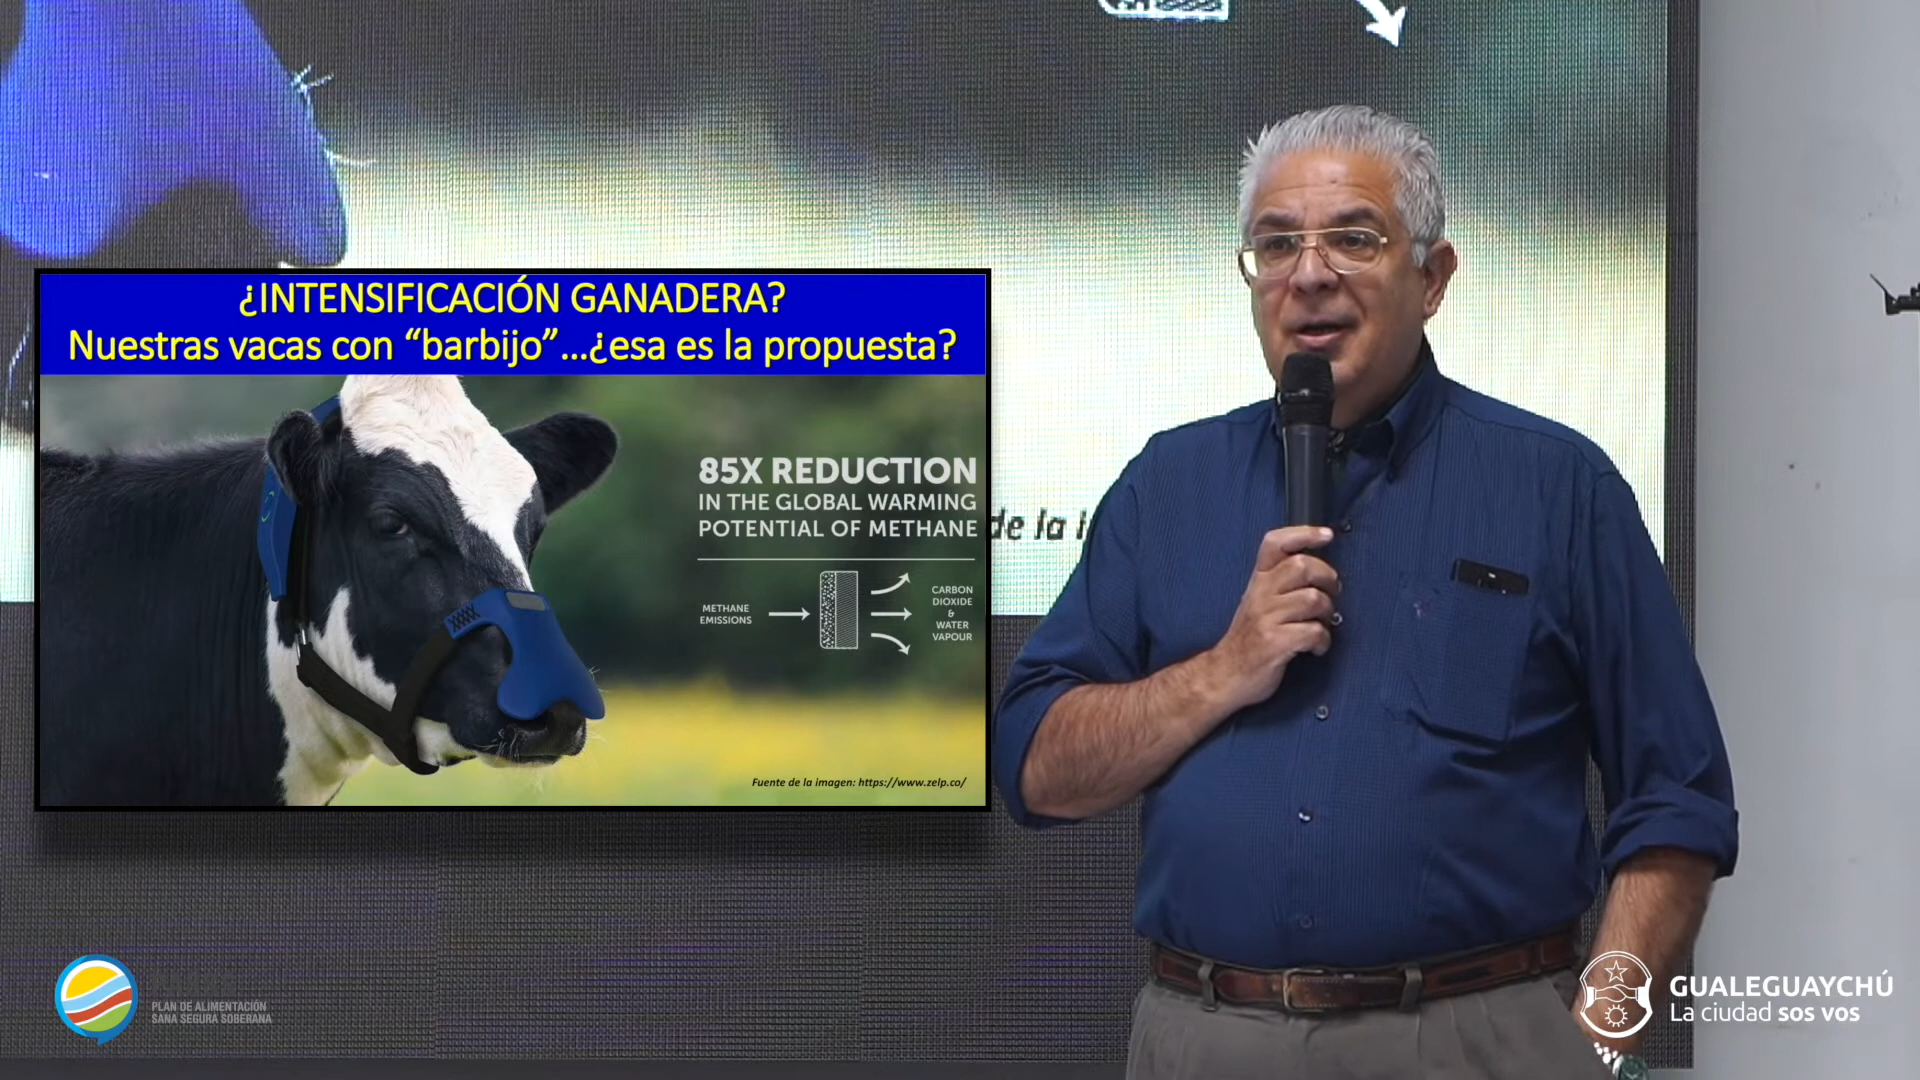 ¿INTENSIFICACIÓN GANADERA?
Nuestras vacas con “barbijo”...¿esa es la propuesta?
85X REDUCTION
IN THE GLOBAL WARMING
POTENTIAL OF METHANE
METHANE
EMISSIONS
CARBON
DIOXIDE
&
WATER
VAPOUR
Fuente de la imagen: https://www.zelp.co/
de la i
PLAN DE ALIMENTACIÓN
SANA SEGURA SOBERANA
GUALEGUAYCHÚ
La ciudad sos vos